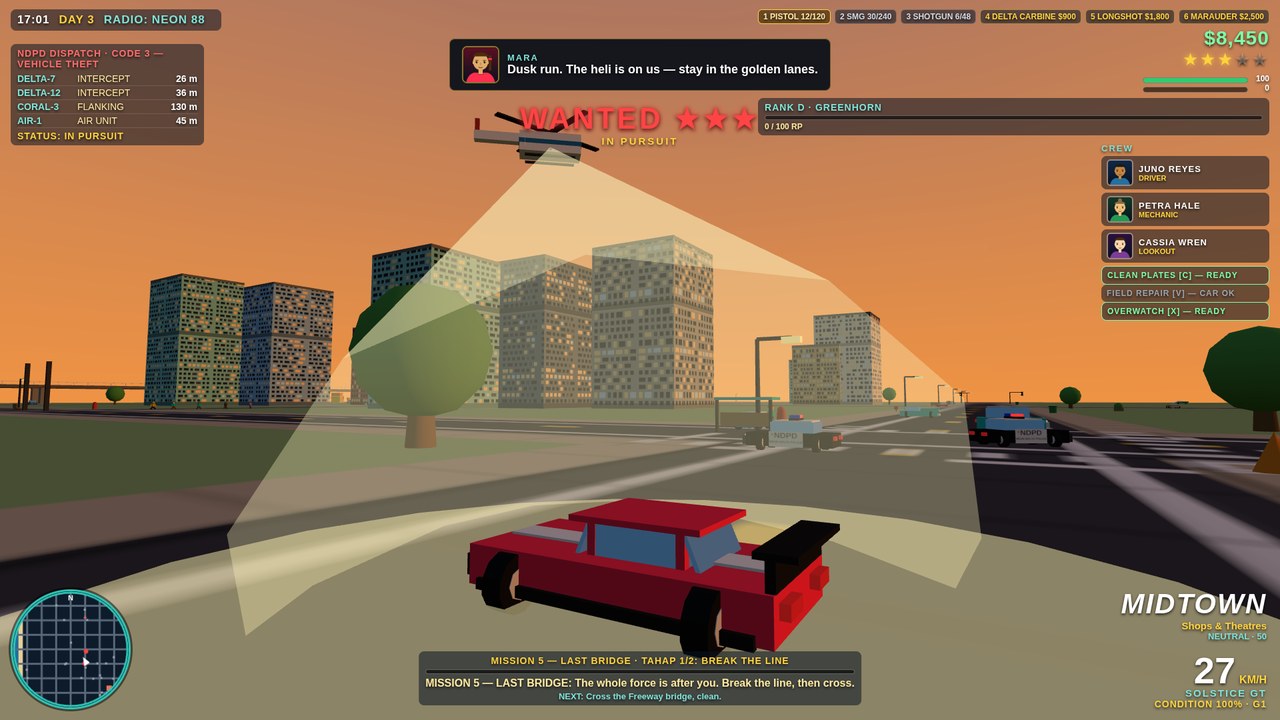 17:01 DAY 3 RADIO: NEON 88
1 PISTOL 12/120
2 SMG 30/240
3 SHOTGUN 6/48
4 DELTA CARBINE $900
5 LONGSHOT $1,800
6 MARAUDER $2,500
$8,450
100
0
NDPD DISPATCH · CODE 3 —
VEHICLE THEFT
DELTA-7 INTERCEPT 26 m
DELTA-12 INTERCEPT 36 m
CORAL-3 FLANKING 130 m
AIR-1 AIR UNIT 45 m
STATUS: IN PURSUIT
MARA
Dusk run. The heli is on us — stay in the golden lanes.
WANTED ★★★
IN PURSUIT
RANK D · GREENHORN
0 / 100 RP
CREW
JUNO REYES
DRIVER
PETRA HALE
MECHANIC
CASSIA WREN
LOOKOUT
CLEAN PLATES [C] — READY
FIELD REPAIR [V] — CAR OK
OVERWATCH [X] — READY
NDPD
NDPD
N
MIDTOWN
Shops & Theatres
NEUTRAL · 50
27 KM/H
SOLSTICE GT
CONDITION 100% · G1
MISSION 5 — LAST BRIDGE · TAHAP 1/2: BREAK THE LINE
MISSION 5 — LAST BRIDGE: The whole force is after you. Break the line, then cross.
NEXT: Cross the Freeway bridge, clean.